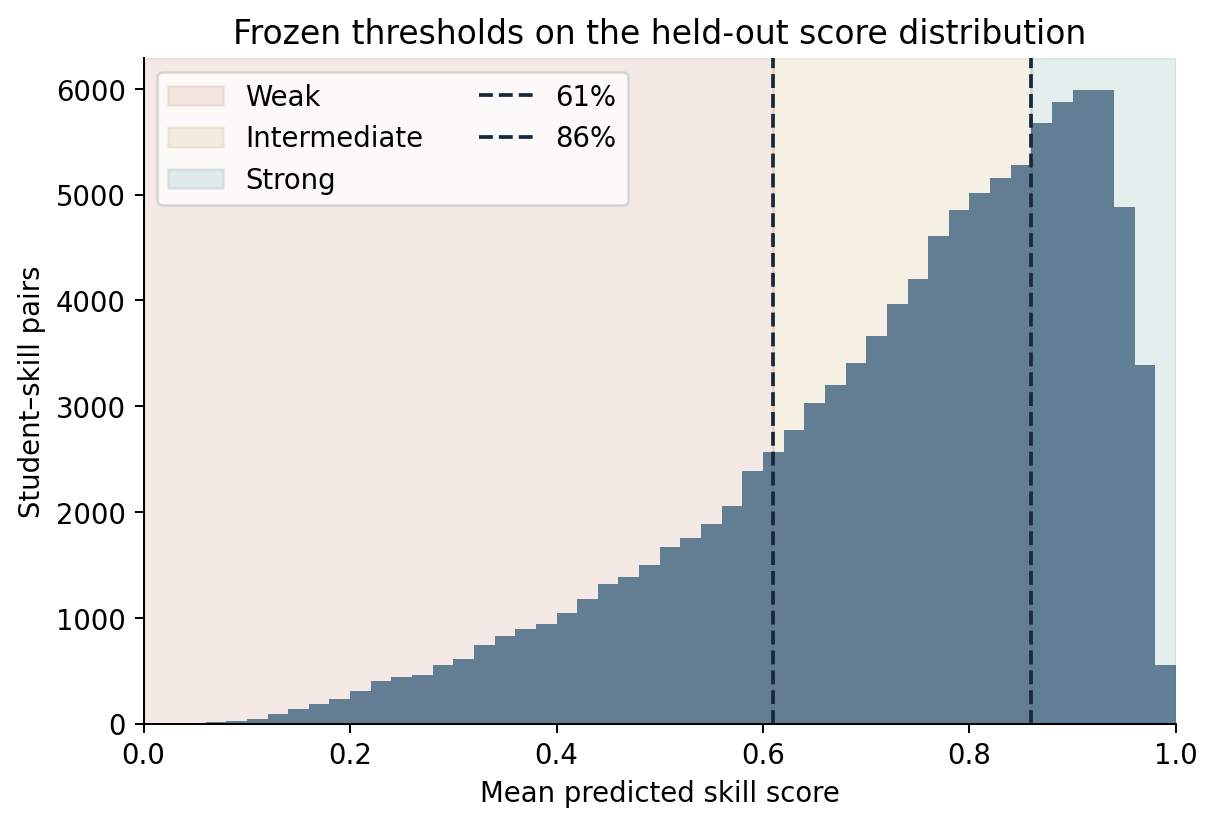 Frozen thresholds on the held-out score distribution
Weak
Intermediate
Strong
61%
86%
Student–skill pairs
6000
5000
4000
3000
2000
1000
0
0.0 0.2 0.4 0.6 0.8 1.0
Mean predicted skill score